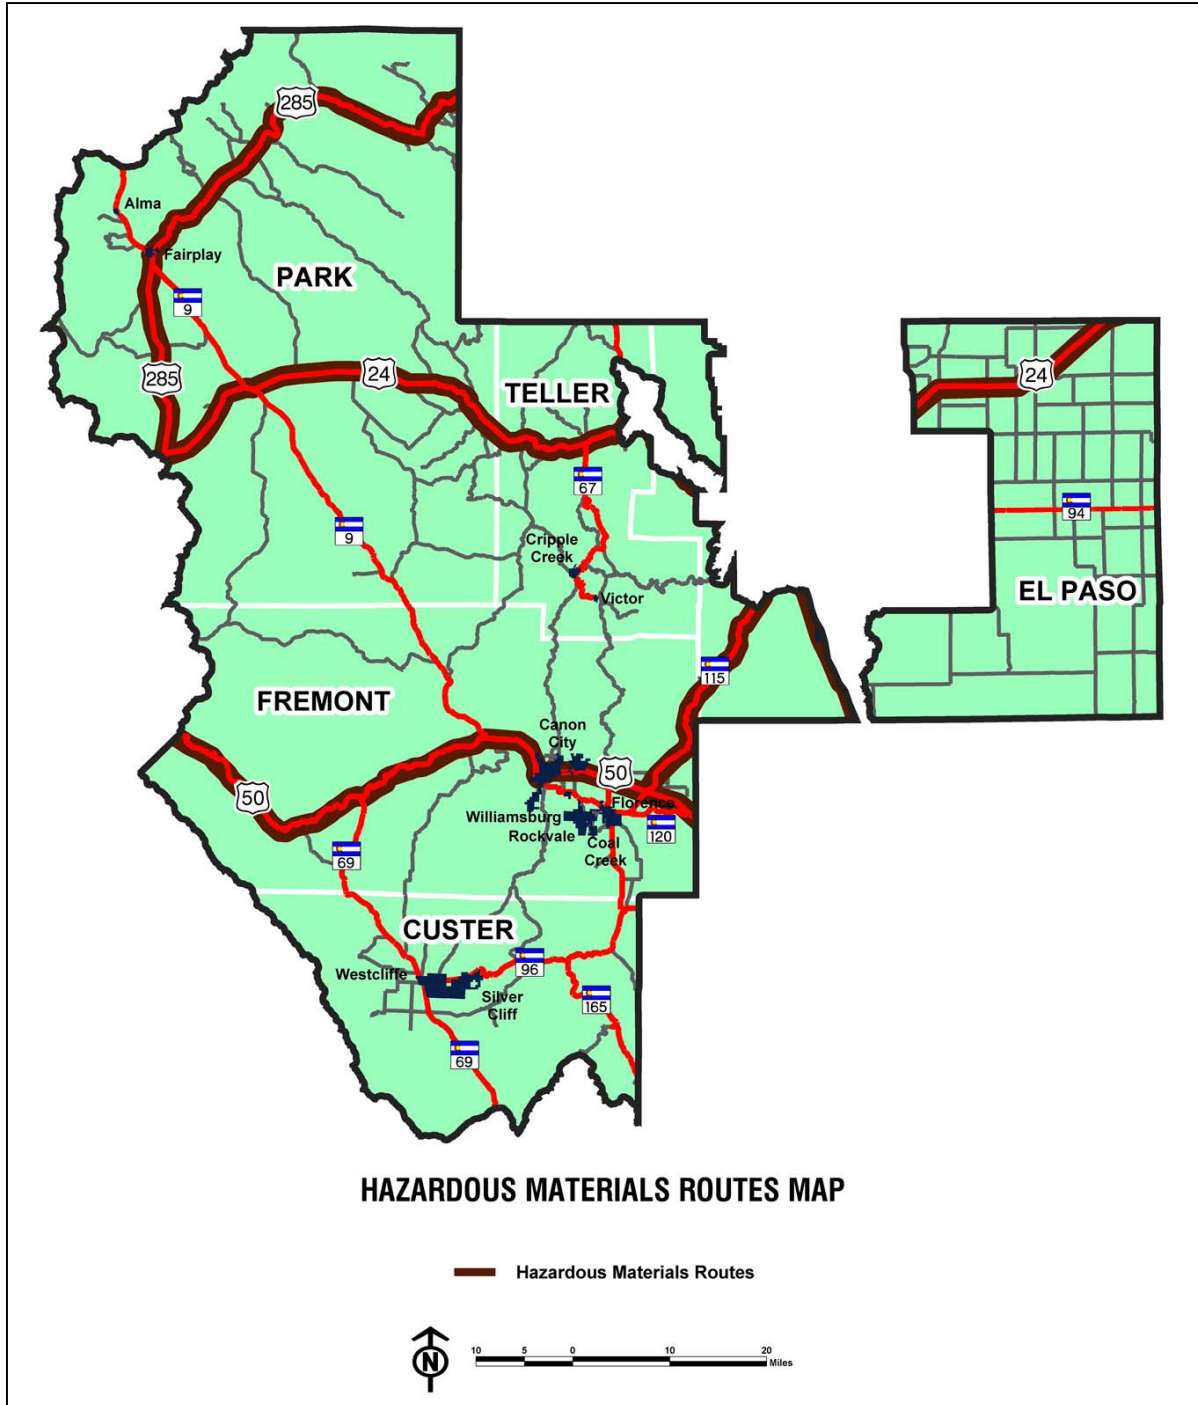 285
Alma
Fairplay
PARK
9
285
24
TELLER
24
67
94
9
Cripple
Creek
Victor
EL PASO
115
FREMONT
Canon
City
50
50
Florence
Williamsburg
Rockvale
120
Coal
Creek
69
CUSTER
96
Westcliffe
Silver
Cliff
165
69
HAZARDOUS MATERIALS ROUTES MAP
Hazardous Materials Routes
N
10 5 0 10 20
Miles